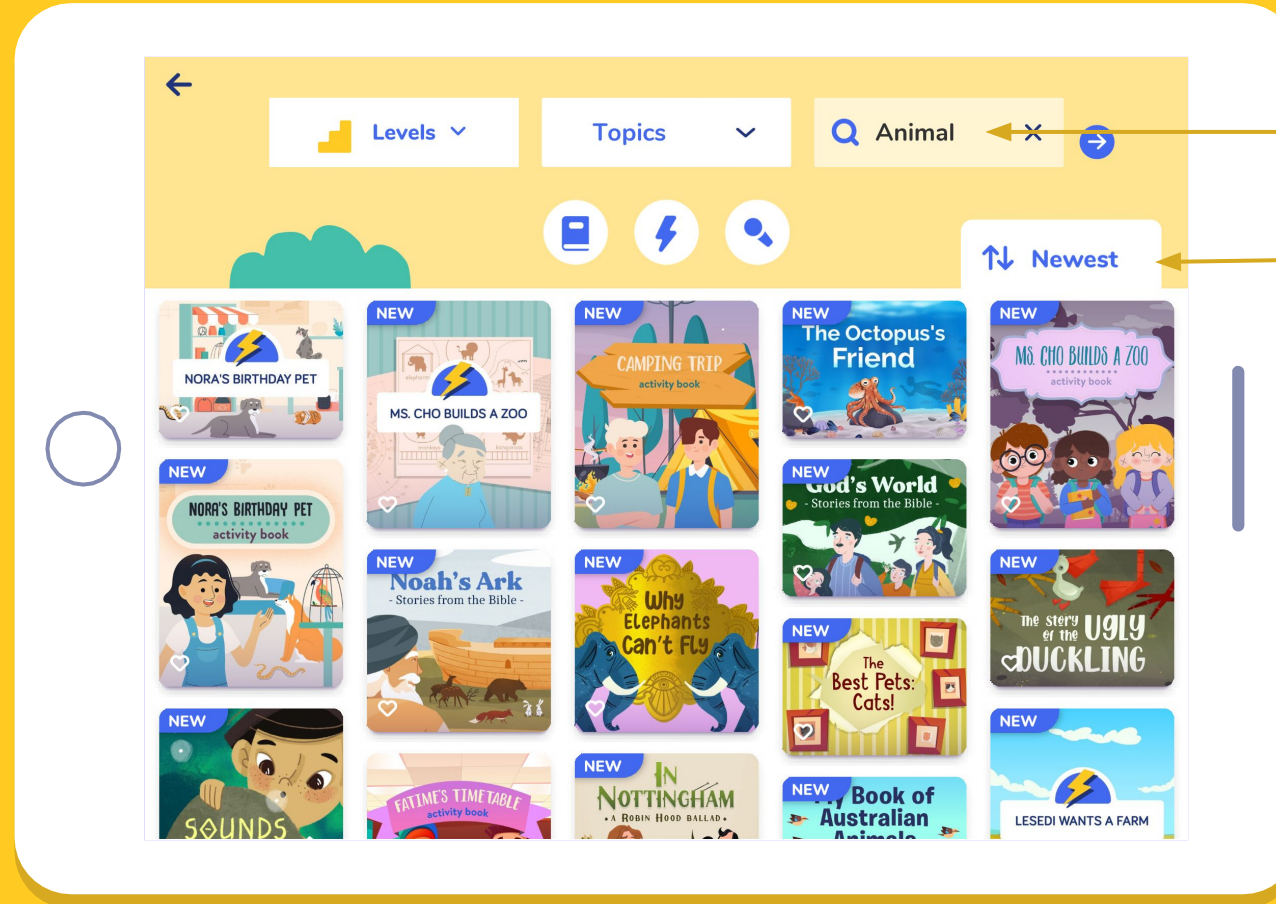 Levels
Topics
Animal
Newest
NORA'S BIRTHDAY PET
NEW
MS. CHO BUILDS A ZOO
NEW
CAMPING TRIP
activity book
NEW
The Octopus's
Friend
NEW
MS. CHO BUILDS A ZOO
activity book
NEW
NORA'S BIRTHDAY PET
activity book
NEW
Noah's Ark
- Stories from the Bible -
NEW
Why
Elephants
Can't Fly
NEW
God's World
- Stories from the Bible -
NEW
The Story
of the UGLY
DUCKLING
NEW
The
Best Pets:
Cats!
NEW
SOUNDS
FATIME'S TIMETABLE
activity book
NEW
IN
NOTTINGHAM
• A ROBIN HOOD BALLAD •
NEW
My Book of
Australian
Animals
NEW
LESEDI WANTS A FARM